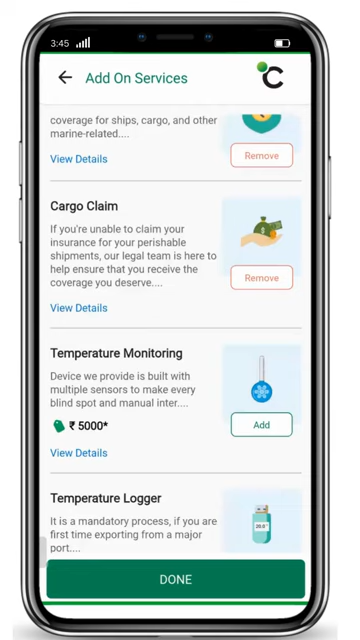 3:45
Add On Services
coverage for ships, cargo, and other
marine-related....
Remove
View Details
Cargo Claim
If you're unable to claim your
insurance for your perishable
shipments, our legal team is here to
help ensure that you receive the
coverage you deserve....
Remove
View Details
Temperature Monitoring
Device we provide is built with
multiple sensors to make every
blind spot and manual inter....
₹ 5000*
Add
View Details
Temperature Logger
It is a mandatory process, if you are
first time exporting from a major
port....
20.0°
DONE